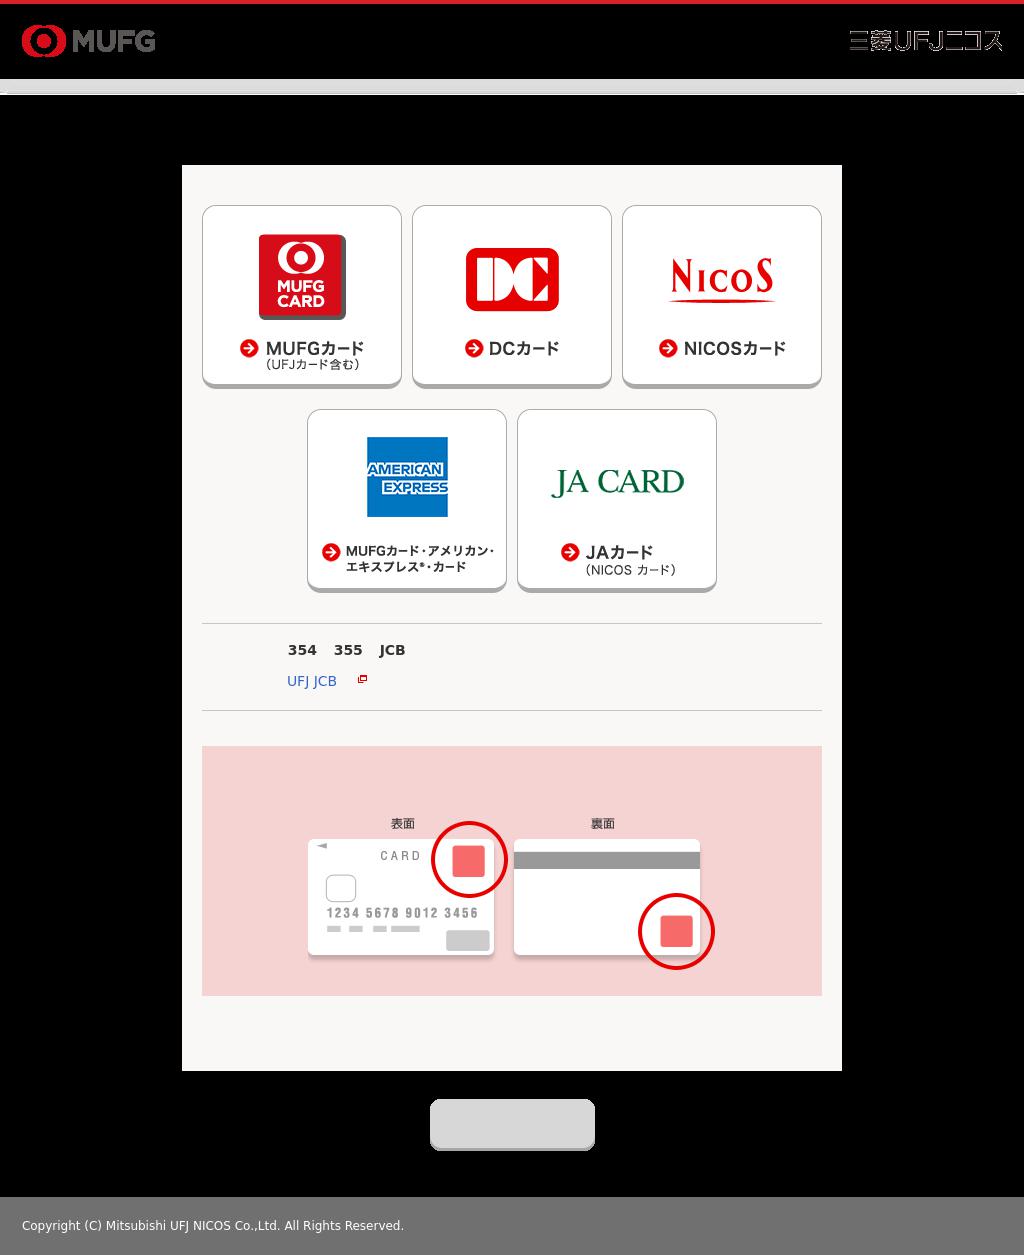 MUFG
三菱UFJニコス
MUFG
CARD
DC
NICOS
MUFGカード
(UFJカード含む)
DCカード
NICOSカード
AMERICAN
EXPRESS
JA CARD
MUFGカード・アメリカン・
エキスプレス®・カード
JAカード
(NICOS カード)
354 355 JCB
UFJ JCB
表面
裏面
CARD
1234 5678 9012 3456
Copyright (C) Mitsubishi UFJ NICOS Co.,Ltd. All Rights Reserved.